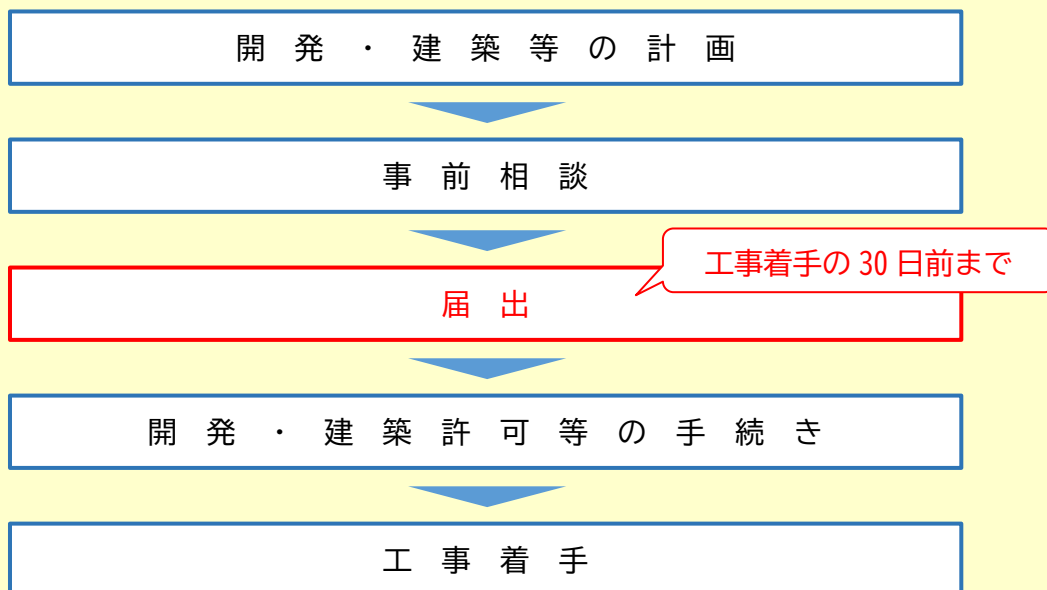 開発・建築等の計画
事前相談
工事着手の30日前まで
届出
開発・建築許可等の手続き
工事着手